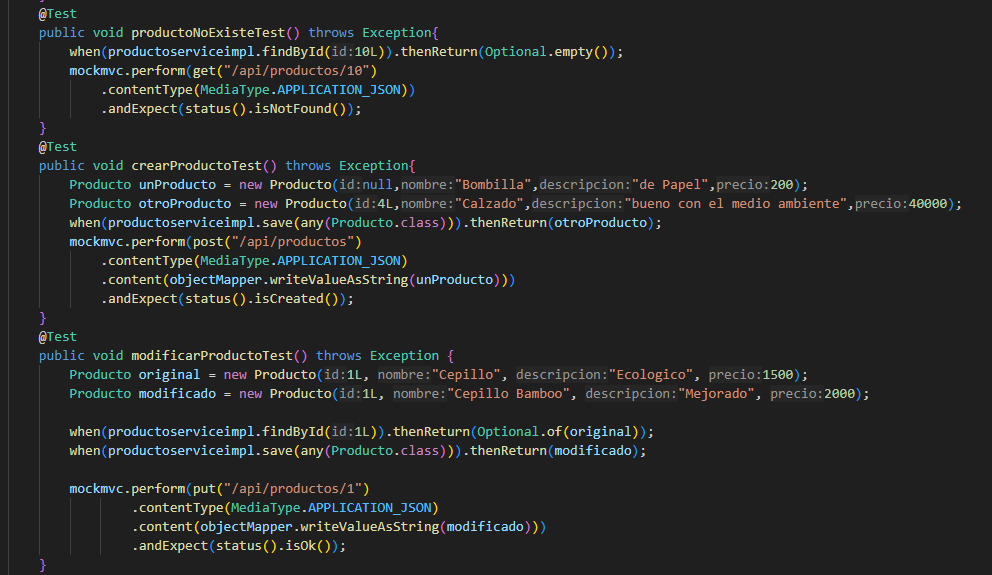 @Test
public void productoNoExisteTest() throws Exception{
when(productoserviceimpl.findById(id:10L)).thenReturn(Optional.empty());
mockmvc.perform(get("/api/productos/10")
.contentType(MediaType.APPLICATION_JSON))
.andExpect(status().isNotFound());
}
@Test
public void crearProductoTest() throws Exception{
Producto unProducto = new Producto(id:null,nombre:"Bombilla",descripcion:"de Papel",precio:200);
Producto otroProducto = new Producto(id:4L,nombre:"Calzado",descripcion:"bueno con el medio ambiente",precio:40000);
when(productoserviceimpl.save(any(Producto.class))).thenReturn(otroProducto);
mockmvc.perform(post("/api/productos")
.contentType(MediaType.APPLICATION_JSON)
.content(objectMapper.writeValueAsString(unProducto)))
.andExpect(status().isCreated());
}
@Test
public void modificarProductoTest() throws Exception {
Producto original = new Producto(id:1L, nombre:"Cepillo", descripcion:"Ecologico", precio:1500);
Producto modificado = new Producto(id:1L, nombre:"Cepillo Bamboo", descripcion:"Mejorado", precio:2000);
when(productoserviceimpl.findById(id:1L)).thenReturn(Optional.of(original));
when(productoserviceimpl.save(any(Producto.class))).thenReturn(modificado);
mockmvc.perform(put("/api/productos/1")
.contentType(MediaType.APPLICATION_JSON)
.content(objectMapper.writeValueAsString(modificado)))
.andExpect(status().isOk());
}